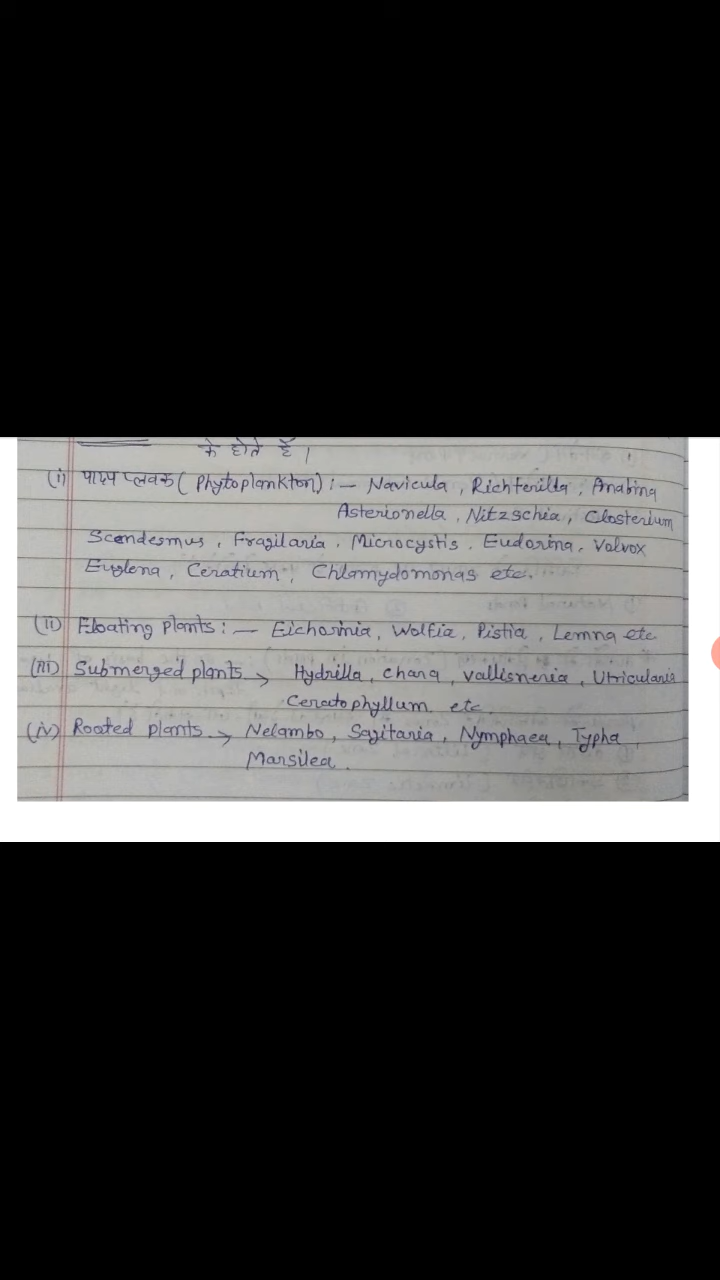 के होते हैं।
(i) पादप प्लवक (Phytoplankton) :- Navicula, Richterilla, Anabina
Asterionella, Nitzschia, Closterium
Scendesmus, Fragilaria, Microcystis, Eudorina, Valvox
Euglena, Ceratium, Chlamydomonas etc.
(ii) Floating plants :- Eichornia, Wolfia, Pistia, Lemna etc
(iii) Submerged plants → Hydrilla, chara, vallisneria, Utricularia
Ceratophyllum. etc
(iv) Rooted plants → Nelambo, Sagitaria, Nymphaea, Typha,
Marsilea.